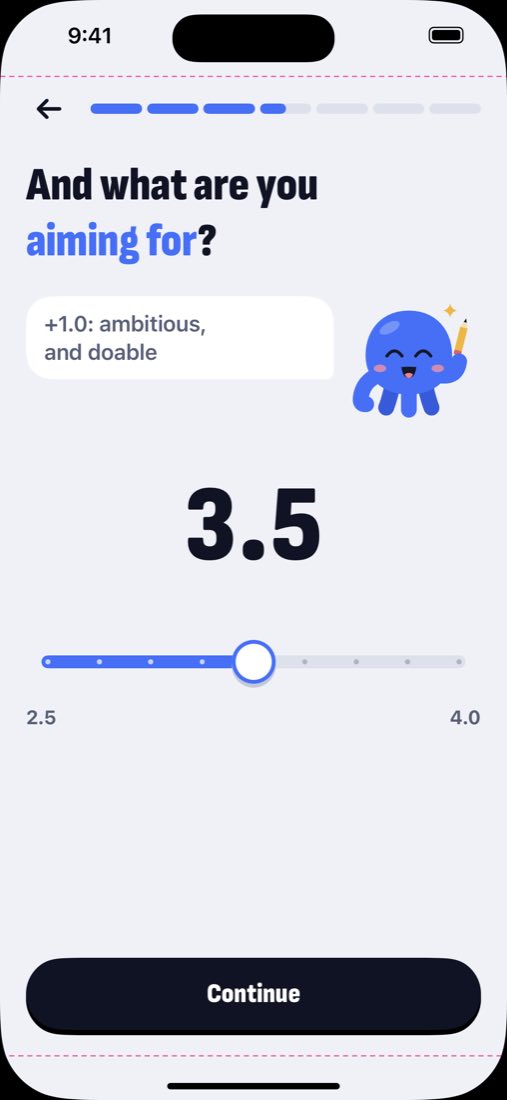 9:41
And what are you
aiming for?
+1.0: ambitious,
and doable
3.5
2.5
4.0
Continue